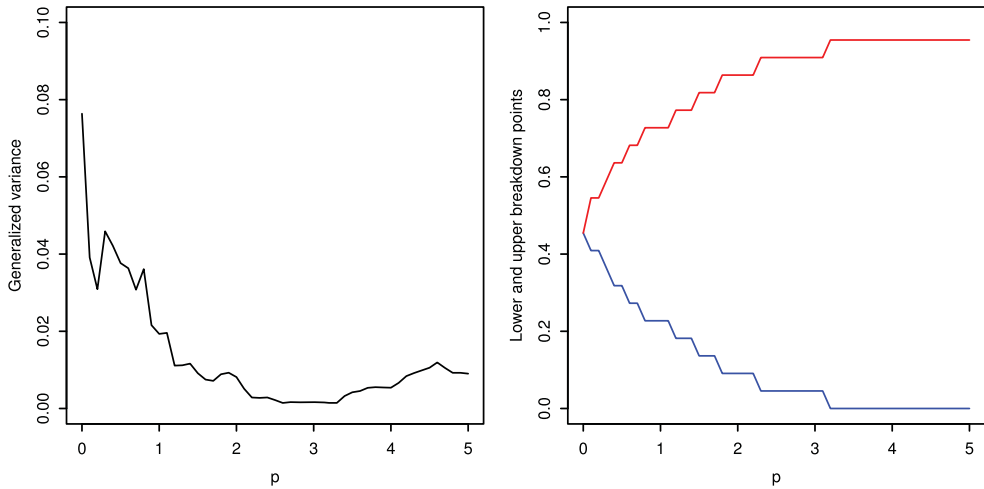 Generalized variance
0.10
0.08
0.06
0.04
0.02
0.00
0 1 2 3 4 5
p
Lower and upper breakdown points
1.0
0.8
0.6
0.4
0.2
0.0
0 1 2 3 4 5
p